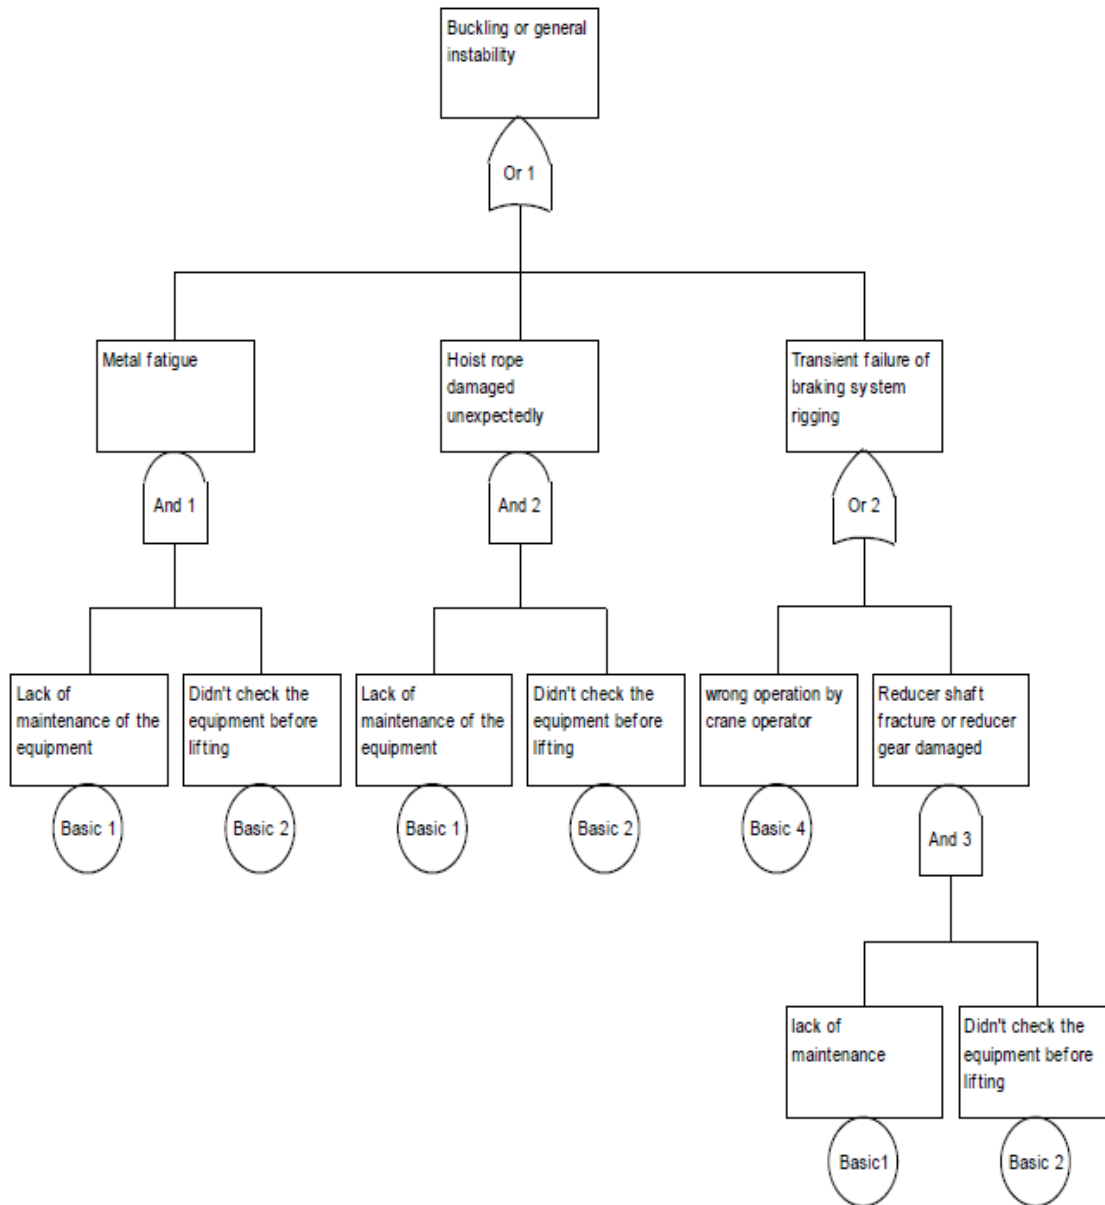 Buckling or general
instability
Or 1
Metal fatigue
Hoist rope
damaged
unexpectedly
Transient failure of
braking system
rigging
And 1
And 2
Or 2
Lack of
maintenance of the
equipment
Didn't check the
equipment before
lifting
Lack of
maintenance of the
equipment
Didn't check the
equipment before
lifting
wrong operation by
crane operator
Reducer shaft
fracture or reducer
gear damaged
Basic 1
Basic 2
Basic 1
Basic 2
Basic 4
And 3
lack of
maintenance
Didn't check the
equipment before
lifting
Basic1
Basic 2